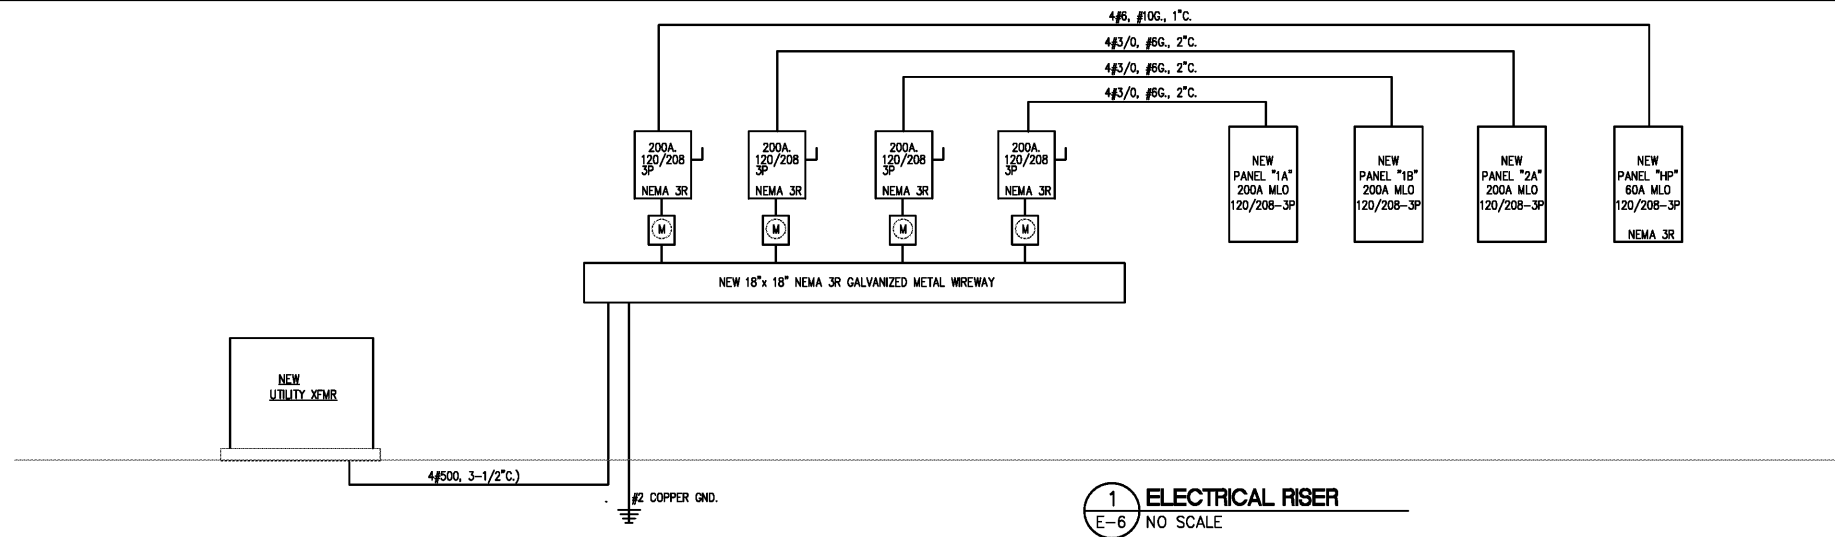 4#6, #10G., 1"C.
4#3/0, #6G., 2"C.
4#3/0, #6G., 2"C.
4#3/0, #6G., 2"C.
200A.
120/208
3P
NEMA 3R
200A.
120/208
3P
NEMA 3R
200A.
120/208
3P
NEMA 3R
200A.
120/208
3P
NEMA 3R
NEW
PANEL "1A"
200A MLO
120/208-3P
NEW
PANEL "1B"
200A MLO
120/208-3P
NEW
PANEL "2A"
200A MLO
120/208-3P
NEW
PANEL "HP"
60A MLO
120/208-3P
NEMA 3R
M
M
M
M
NEW 18"x 18" NEMA 3R GALVANIZED METAL WIREWAY
NEW
UTILITY XFMR
4#500, 3-1/2"C.)
#2 COPPER GND.
1
E-6
ELECTRICAL RISER
NO SCALE